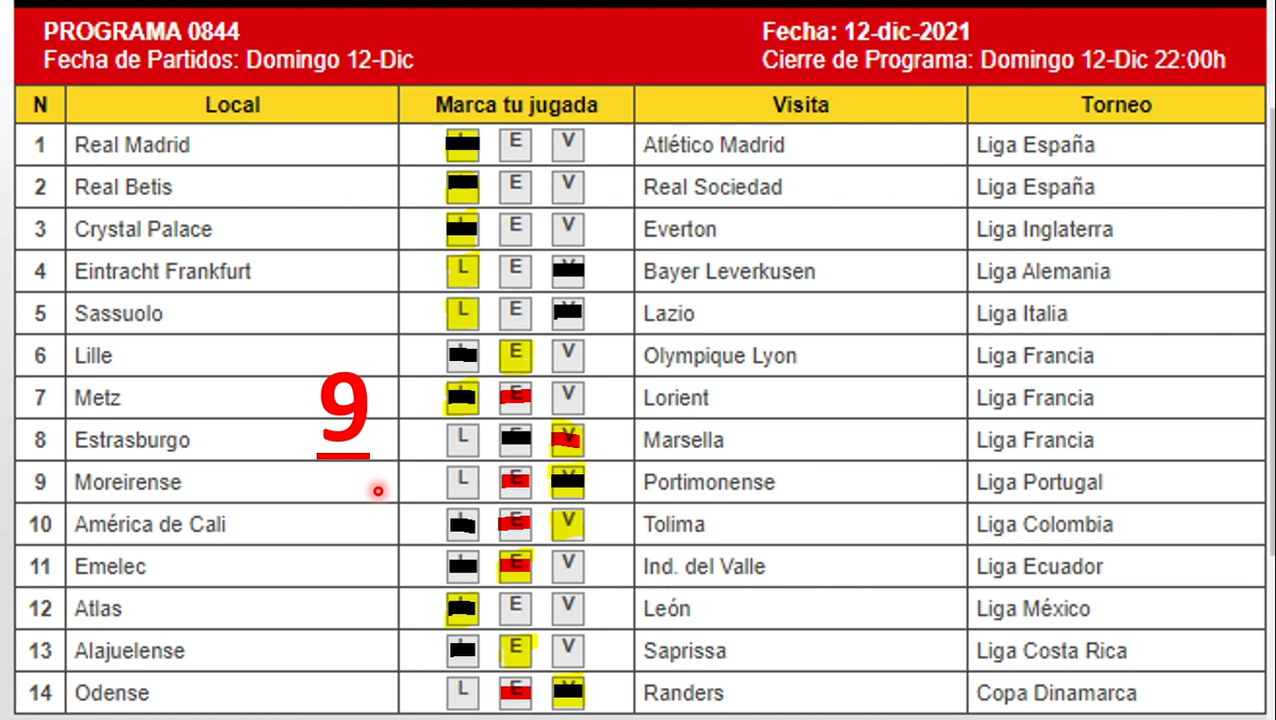 PROGRAMA 0844 Fecha: 12-dic-2021
Fecha de Partidos: Domingo 12-Dic Cierre de Programa: Domingo 12-Dic 22:00h
N Local Marca tu jugada Visita Torneo
1 Real Madrid E V Atlético Madrid Liga España
2 Real Betis E V Real Sociedad Liga España
3 Crystal Palace E V Everton Liga Inglaterra
4 Eintracht Frankfurt L E Bayer Leverkusen Liga Alemania
5 Sassuolo L E Lazio Liga Italia
6 Lille E V Olympique Lyon Liga Francia
7 Metz E V Lorient Liga Francia
9
8 Estrasburgo L V Marsella Liga Francia
9 Moreirense L E Portimonense Liga Portugal
10 América de Cali E V Tolima Liga Colombia
11 Emelec E V Ind. del Valle Liga Ecuador
12 Atlas E V León Liga México
13 Alajuelense E V Saprissa Liga Costa Rica
14 Odense L E Randers Copa Dinamarca